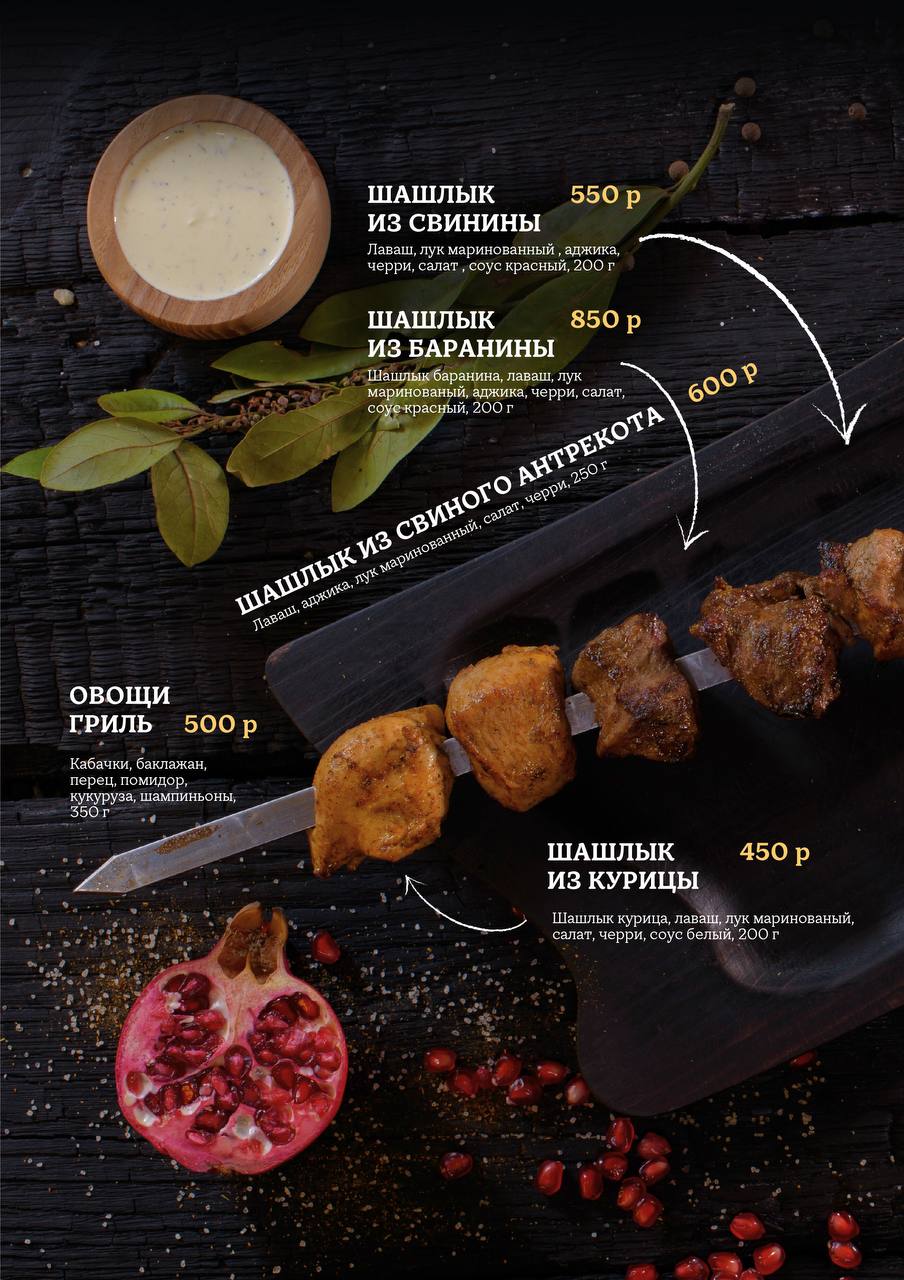 ШАШЛЫК 550 р
ИЗ СВИНИНЫ
Лаваш, лук маринованный , аджика,
черри, салат , соус красный, 200 г
ШАШЛЫК 850 р
ИЗ БАРАНИНЫ
Шашлык баранина, лаваш, лук
маринованый, аджика, черри, салат,
соус красный, 200 г
ШАШЛЫК ИЗ СВИНОГО АНТРЕКОТА 600 р
Лаваш, аджика, лук маринованный, салат, черри, 250 г
ОВОЩИ
ГРИЛЬ 500 р
Кабачки, баклажан,
перец, помидор,
кукуруза, шампиньоны,
350 г
ШАШЛЫК 450 р
ИЗ КУРИЦЫ
Шашлык курица, лаваш, лук маринованый,
салат, черри, соус белый, 200 г